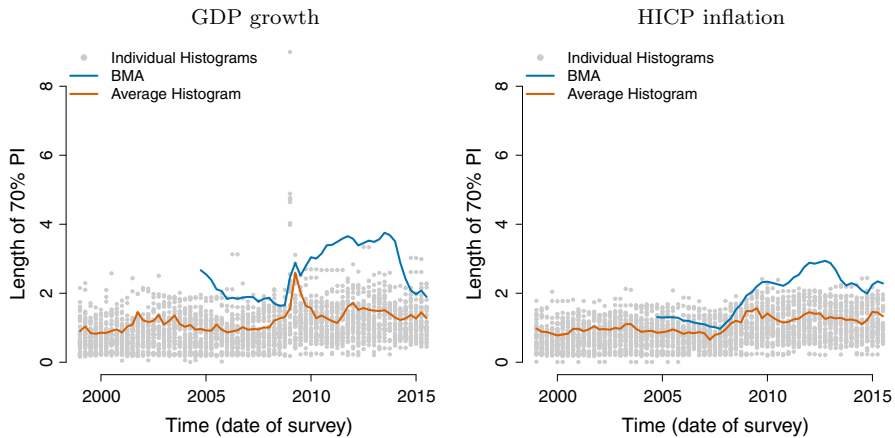 GDP growth
Individual Histograms
BMA
Average Histogram
Length of 70% PI
8
6
4
2
0
2000 2005 2010 2015
Time (date of survey)
HICP inflation
Individual Histograms
BMA
Average Histogram
Length of 70% PI
8
6
4
2
0
2000 2005 2010 2015
Time (date of survey)